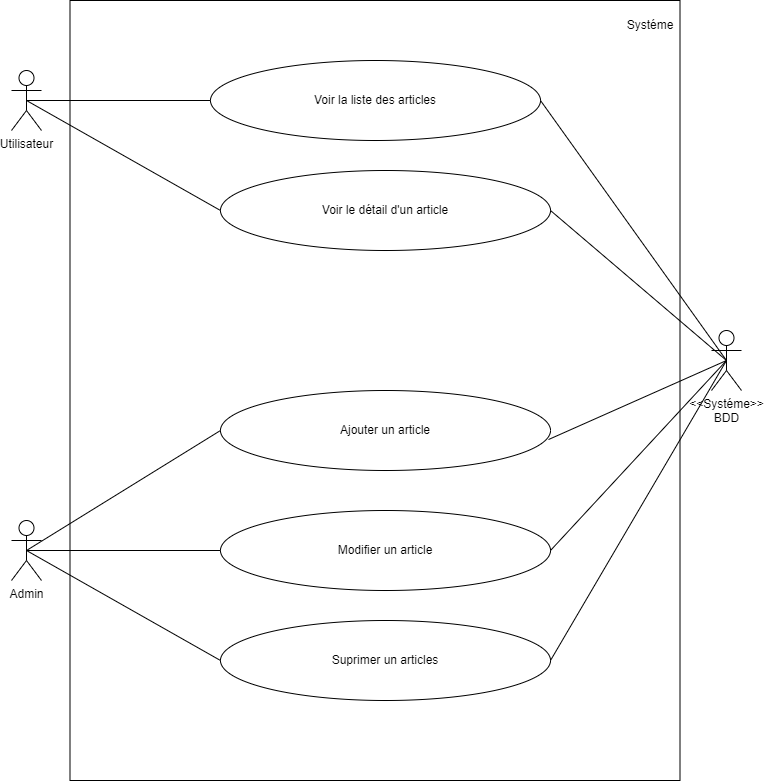 Systéme
Voir la liste des articles
Utilisateur
Voir le détail d'un article
<<Systéme>>
BDD
Ajouter un article
Modifier un article
Admin
Suprimer un articles